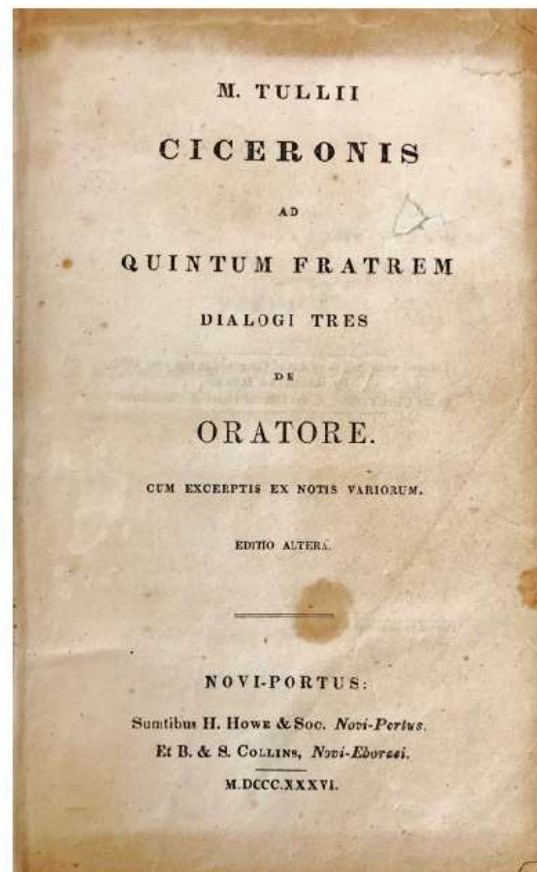 M. TULLII
CICERONIS
AD
QUINTUM FRATREM
DIALOGI TRES
DE
ORATORE.
CUM EXCERPTIS EX NOTIS VARIORUM.
EDITIO ALTERA.
NOVI-PORTUS:
Sumtibus H. HOWE & SOC. Novi-Portus.
Et B. & S. COLLINS, Novi-Eboraci.
M.DCCC.XXXVI.